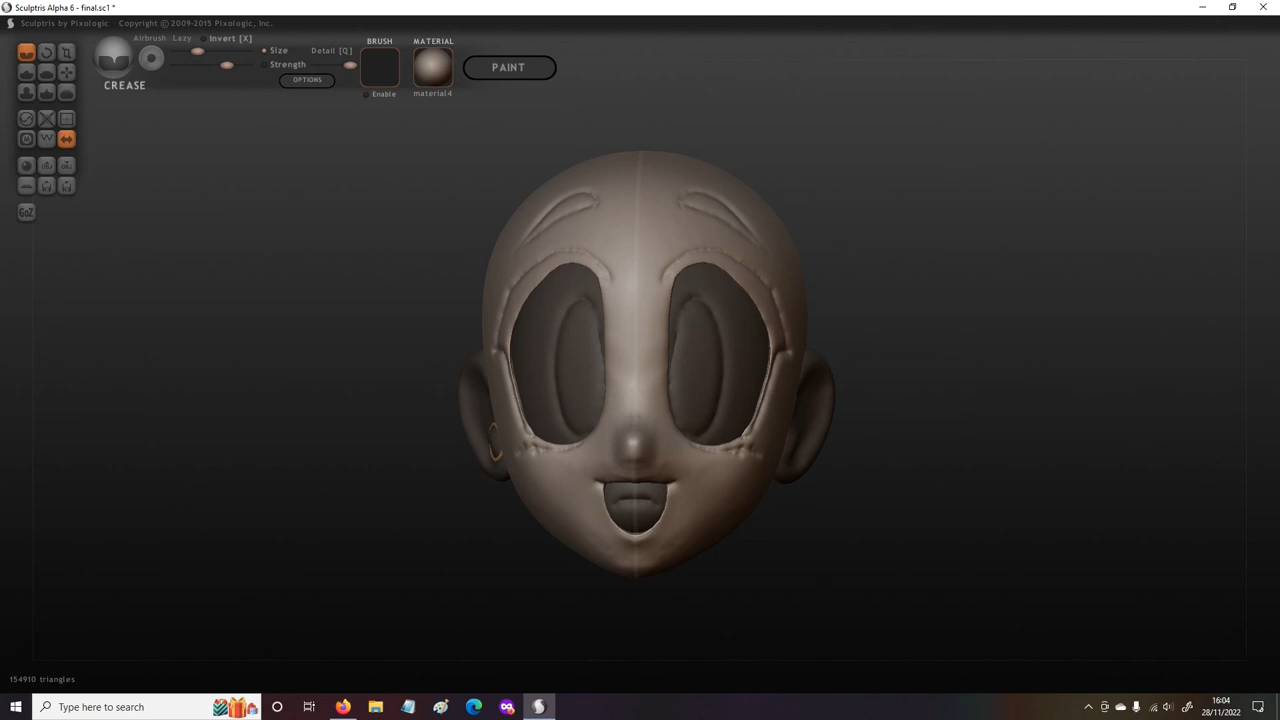 Sculptris Alpha 6 - final.sc1 *
Sculptris by Pixologic, Copyright © 2009-2015 Pixologic, Inc.
Airbrush Lazy Invert [X]
BRUSH MATERIAL
Size Detail [Q]
Strength
PAINT
OPTIONS
CREASE
Enable material4
OBJ OBJ
GoZ
154910 triangles
Type here to search
16:04
28/11/2022